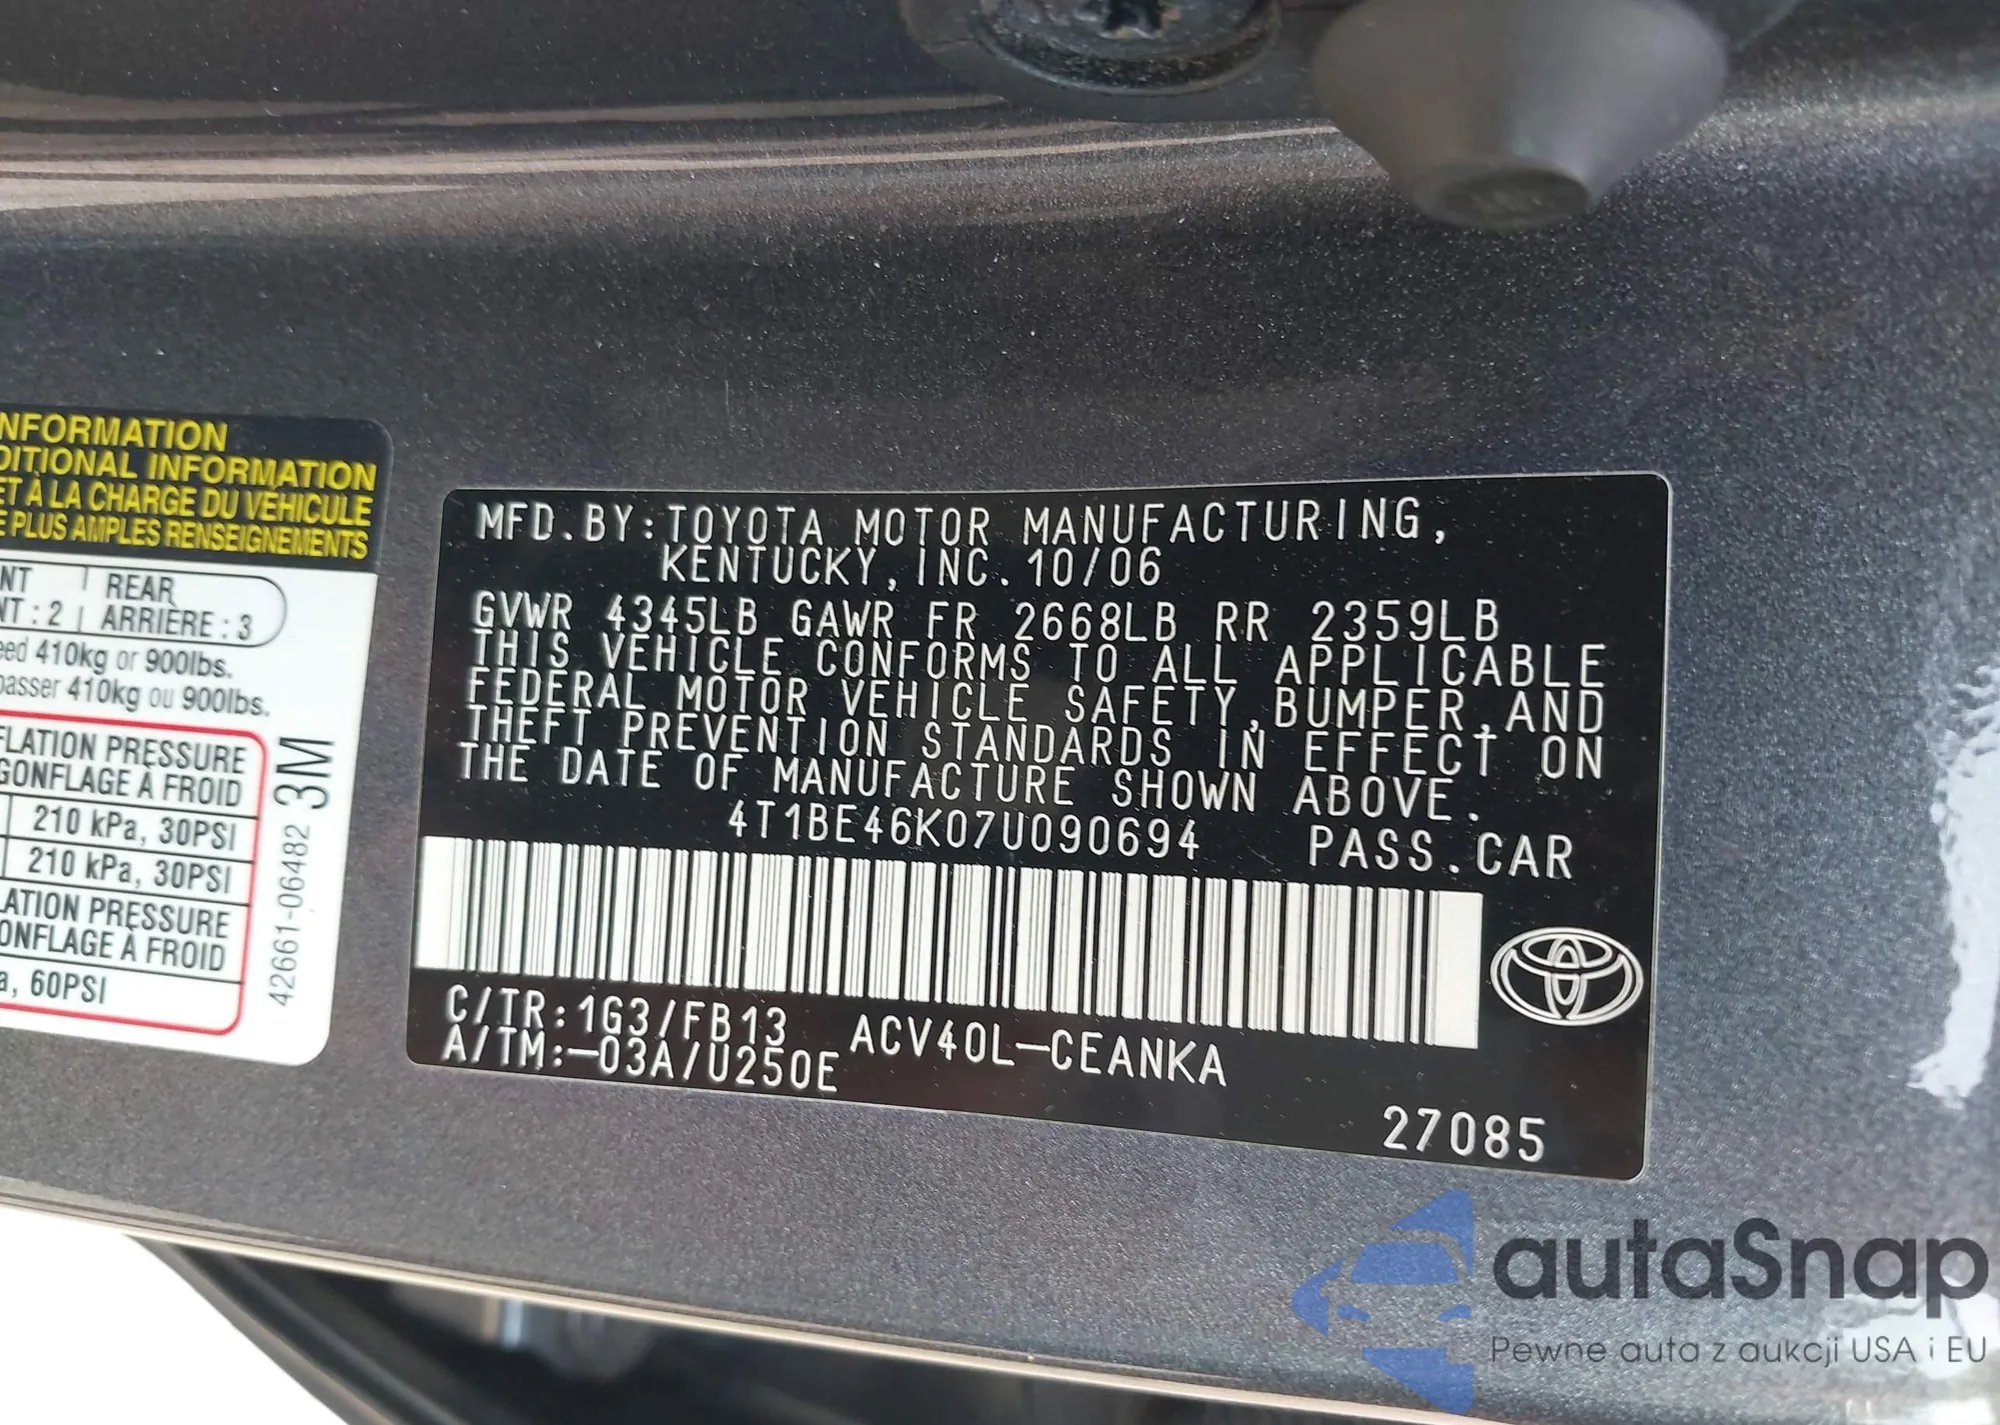 NFORMATION
DITIONAL INFORMATION
ET À LA CHARGE DU VÉHICULE
E PLUS AMPLES RENSEIGNEMENTS
NT REAR
NT : 2 ARRIÈRE : 3
eed 410kg or 900lbs.
passer 410kg ou 900lbs.
FLATION PRESSURE
GONFLAGE À FROID
210 kPa, 30PSI
210 kPa, 30PSI
LATION PRESSURE
ONFLAGE À FROID
a, 60PSI
42661-06482 3M
MFD.BY:TOYOTA MOTOR MANUFACTURING,
KENTUCKY,INC.10/06
GVWR 4345LB GAWR FR 2668LB RR 2359LB
THIS VEHICLE CONFORMS TO ALL APPLICABLE
FEDERAL MOTOR VEHICLE SAFETY,BUMPER,AND
THEFT PREVENTION STANDARDS IN EFFECT ON
THE DATE OF MANUFACTURE SHOWN ABOVE.
4T1BE46K07U090694 PASS.CAR
C/TR:1G3/FB13 ACV40L-CEANKA
A/TM:-03A/U250E
27085
autaSnap
Pewne auta z aukcji USA i EU